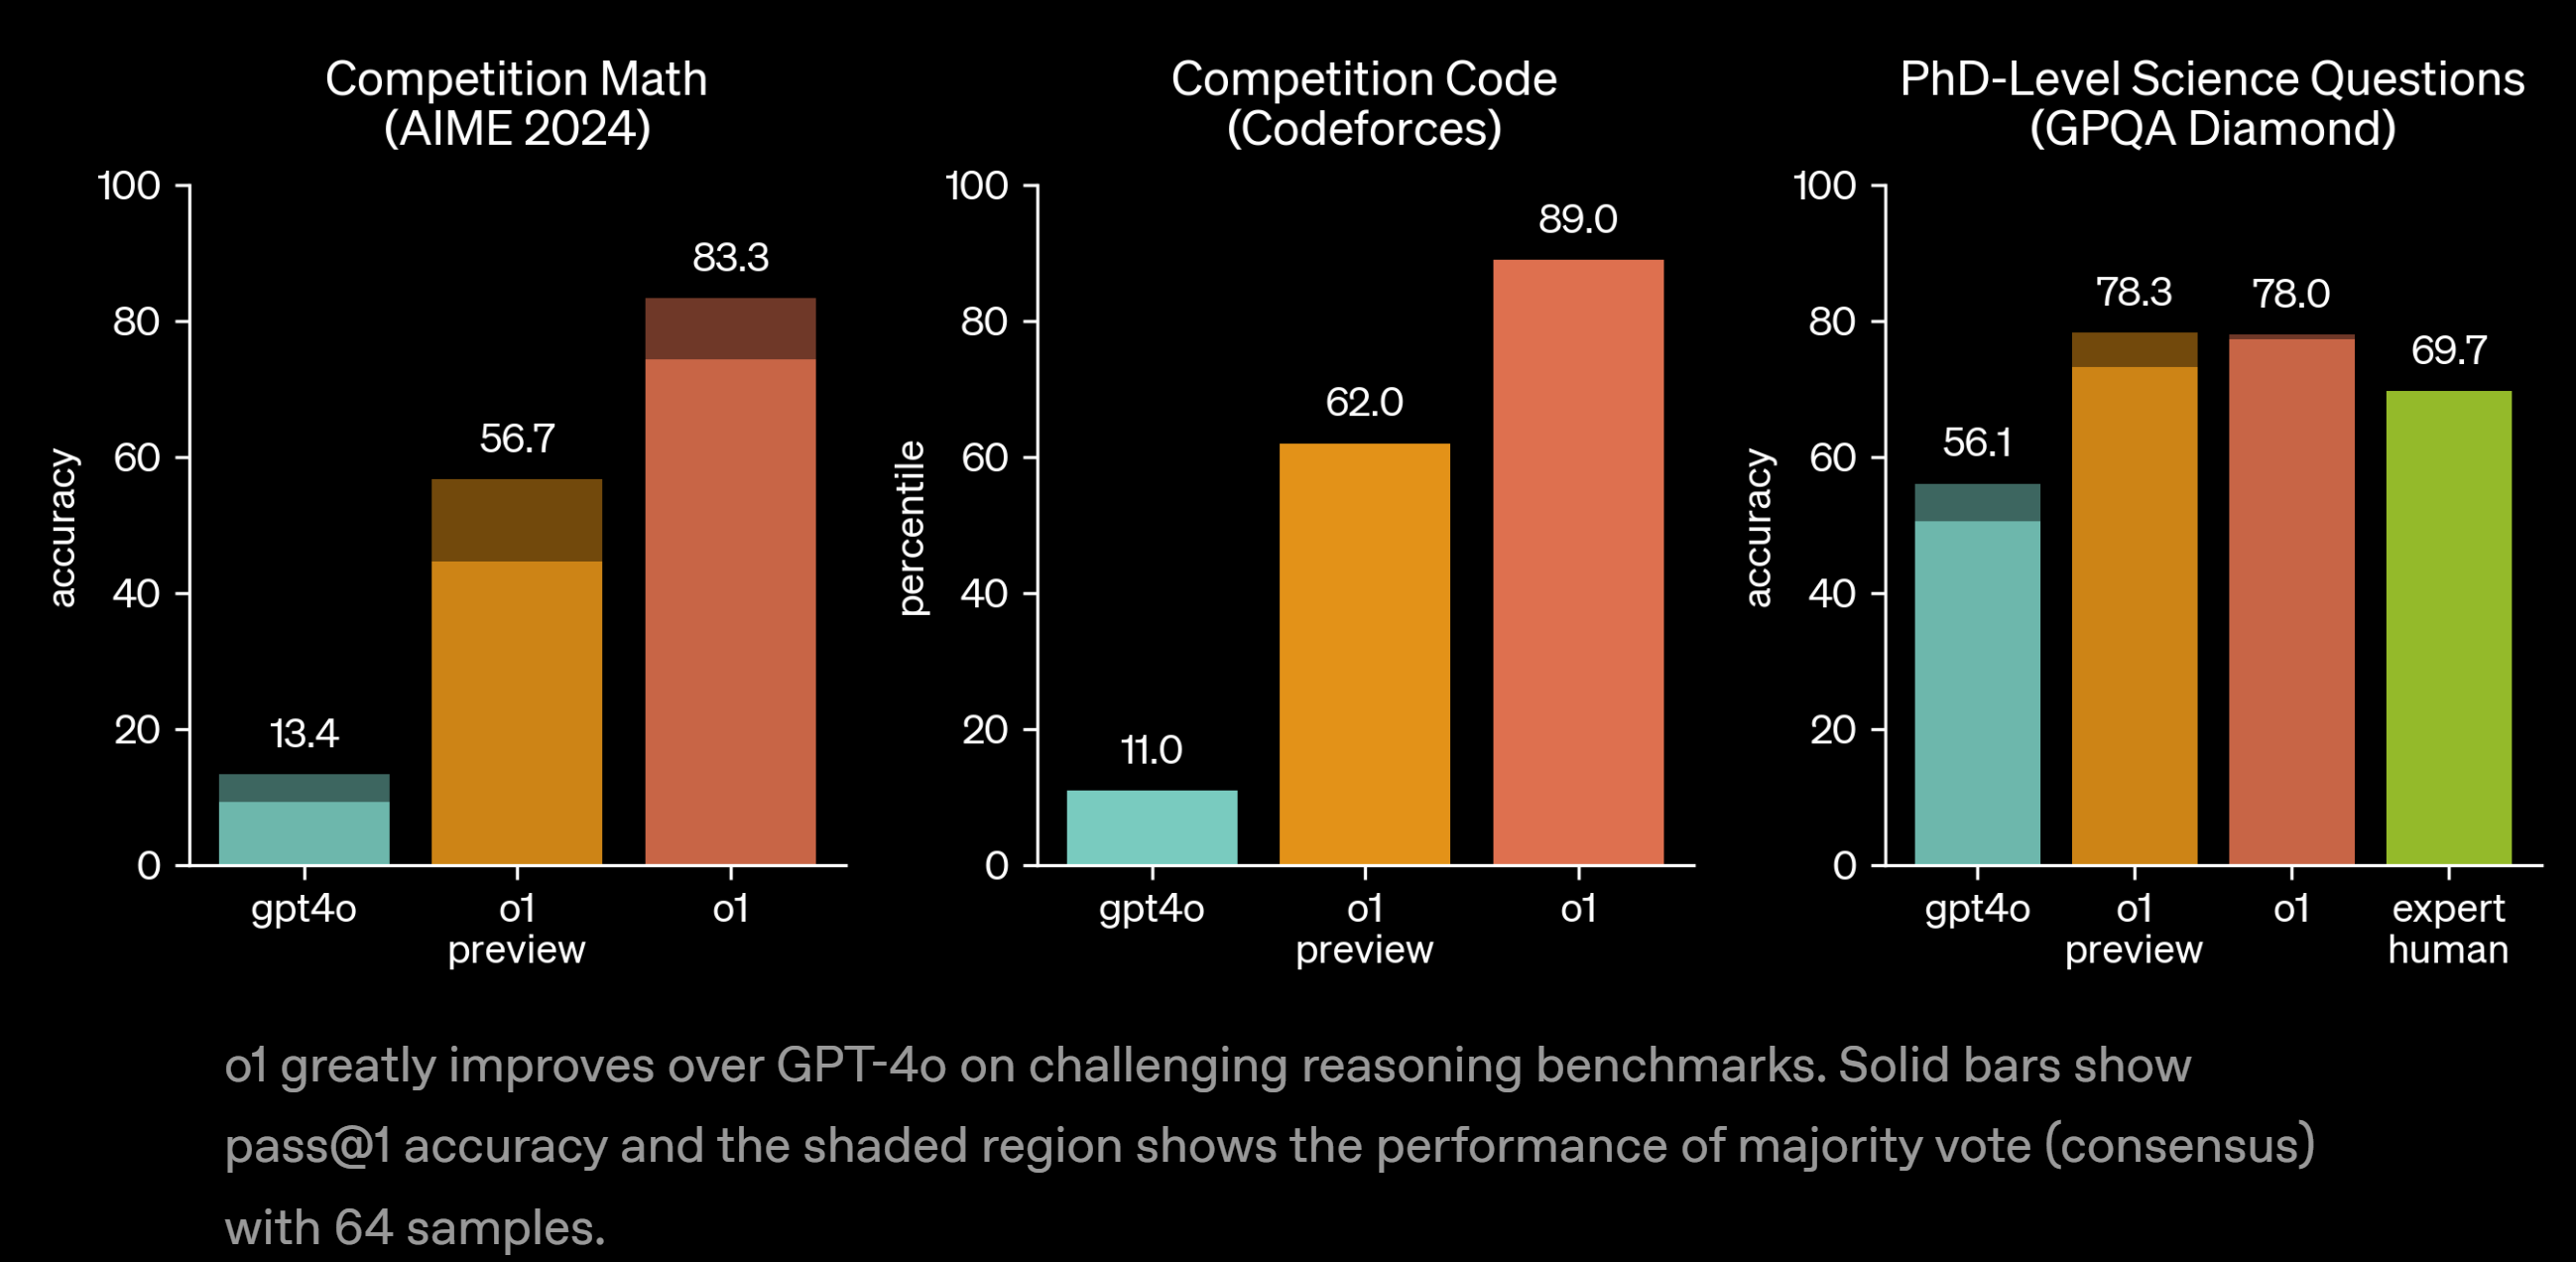 Competition Math
(AIME 2024)
accuracy
100
80
60
40
20
0
13.4
56.7
83.3
gpt4o
o1
preview
o1
Competition Code
(Codeforces)
percentile
100
80
60
40
20
0
11.0
62.0
89.0
gpt4o
o1
preview
o1
PhD-Level Science Questions
(GPQA Diamond)
accuracy
100
80
60
40
20
0
56.1
78.3
78.0
69.7
gpt4o
o1
preview
o1
expert
human
o1 greatly improves over GPT-4o on challenging reasoning benchmarks. Solid bars show
pass@1 accuracy and the shaded region shows the performance of majority vote (consensus)
with 64 samples.